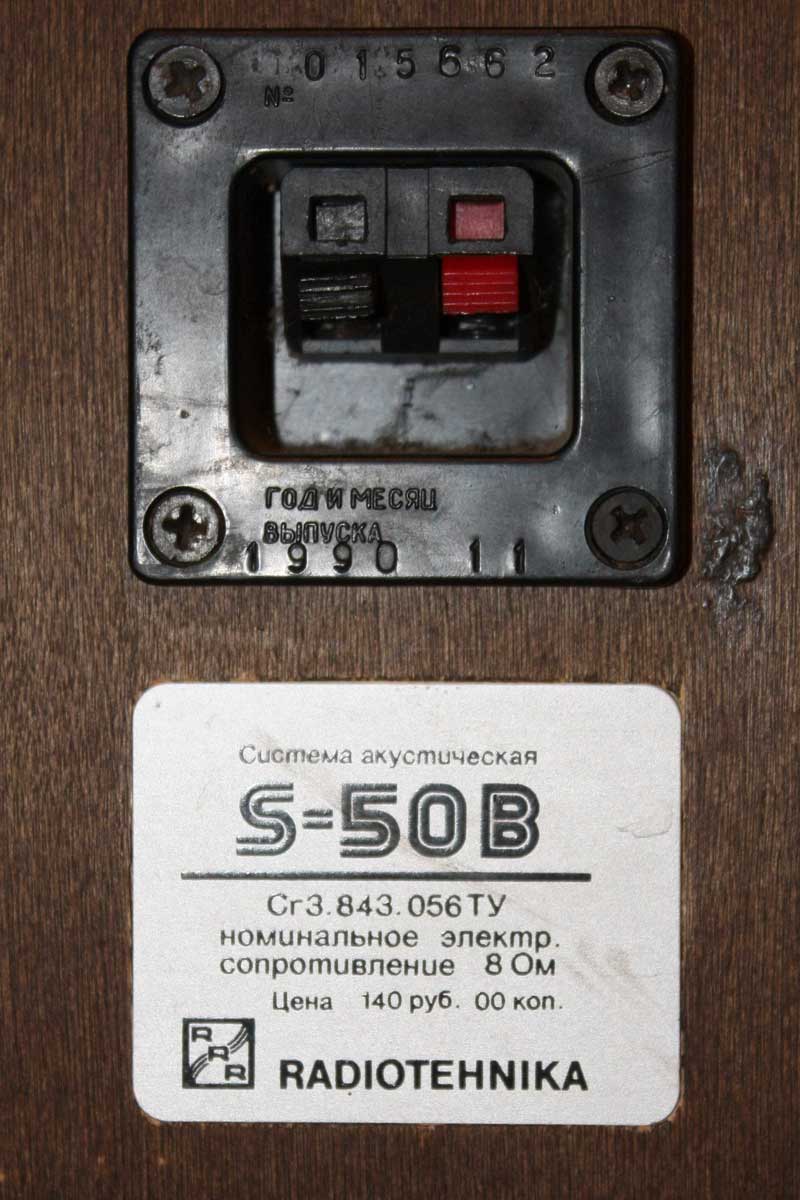 015662
№
ГОД И МЕСЯЦ
ВЫПУСКА
1990 11
Система акустическая
S-50B
Сг3.843.056ТУ
номинальное электр.
сопротивление 8 Ом
Цена 140 руб. 00 коп.
RRR
RADIOTEHNIKA